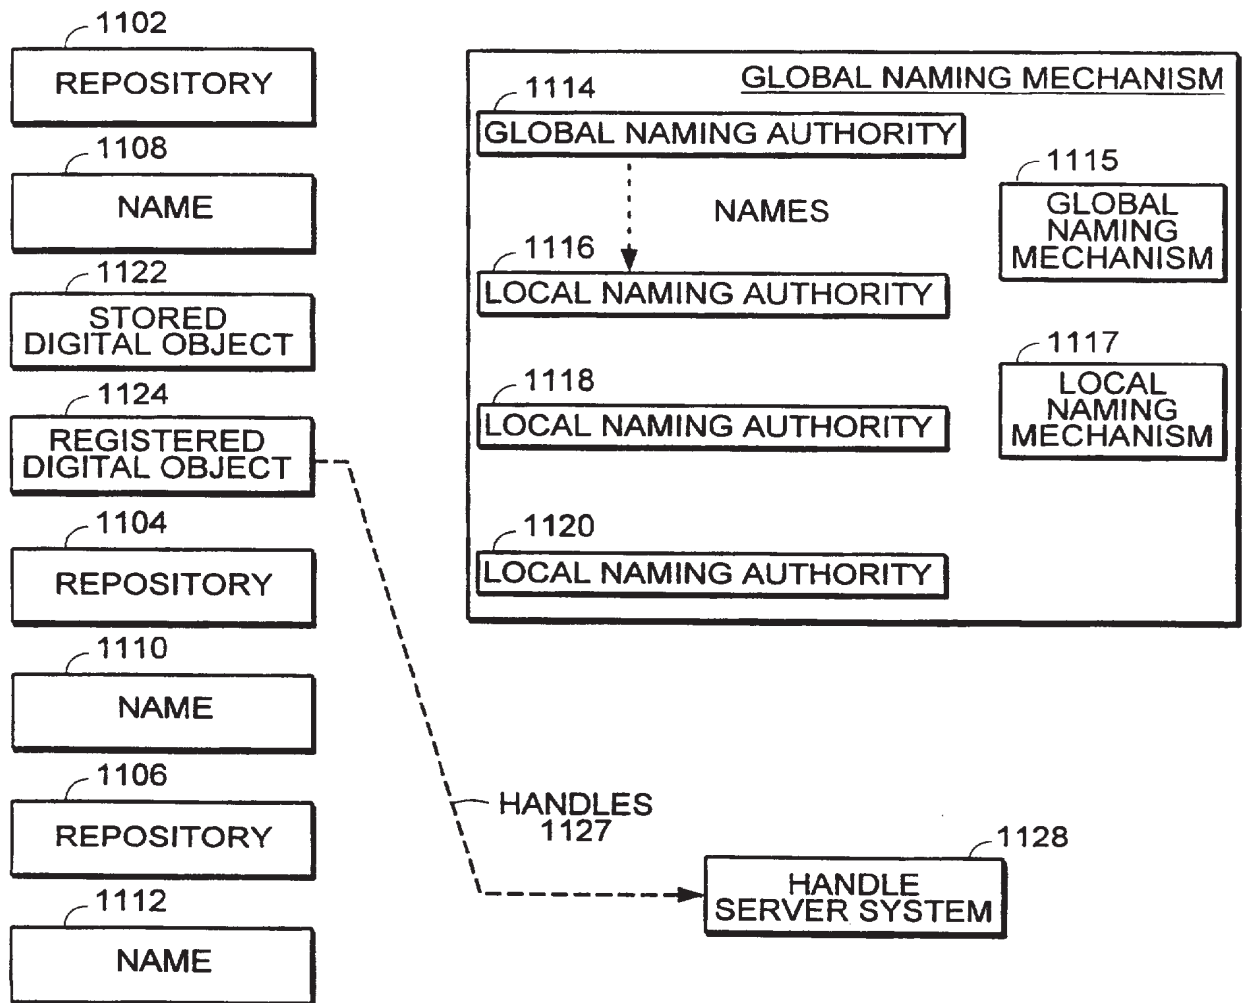 1102
REPOSITORY
1108
NAME
1122
STORED
DIGITAL OBJECT
1124
REGISTERED
DIGITAL OBJECT
1104
REPOSITORY
1110
NAME
1106
REPOSITORY
1112
NAME
GLOBAL NAMING MECHANISM
1114
GLOBAL NAMING AUTHORITY
NAMES
1116
LOCAL NAMING AUTHORITY
1118
LOCAL NAMING AUTHORITY
1120
LOCAL NAMING AUTHORITY
1115
GLOBAL
NAMING
MECHANISM
1117
LOCAL
NAMING
MECHANISM
HANDLES
1127
1128
HANDLE
SERVER SYSTEM